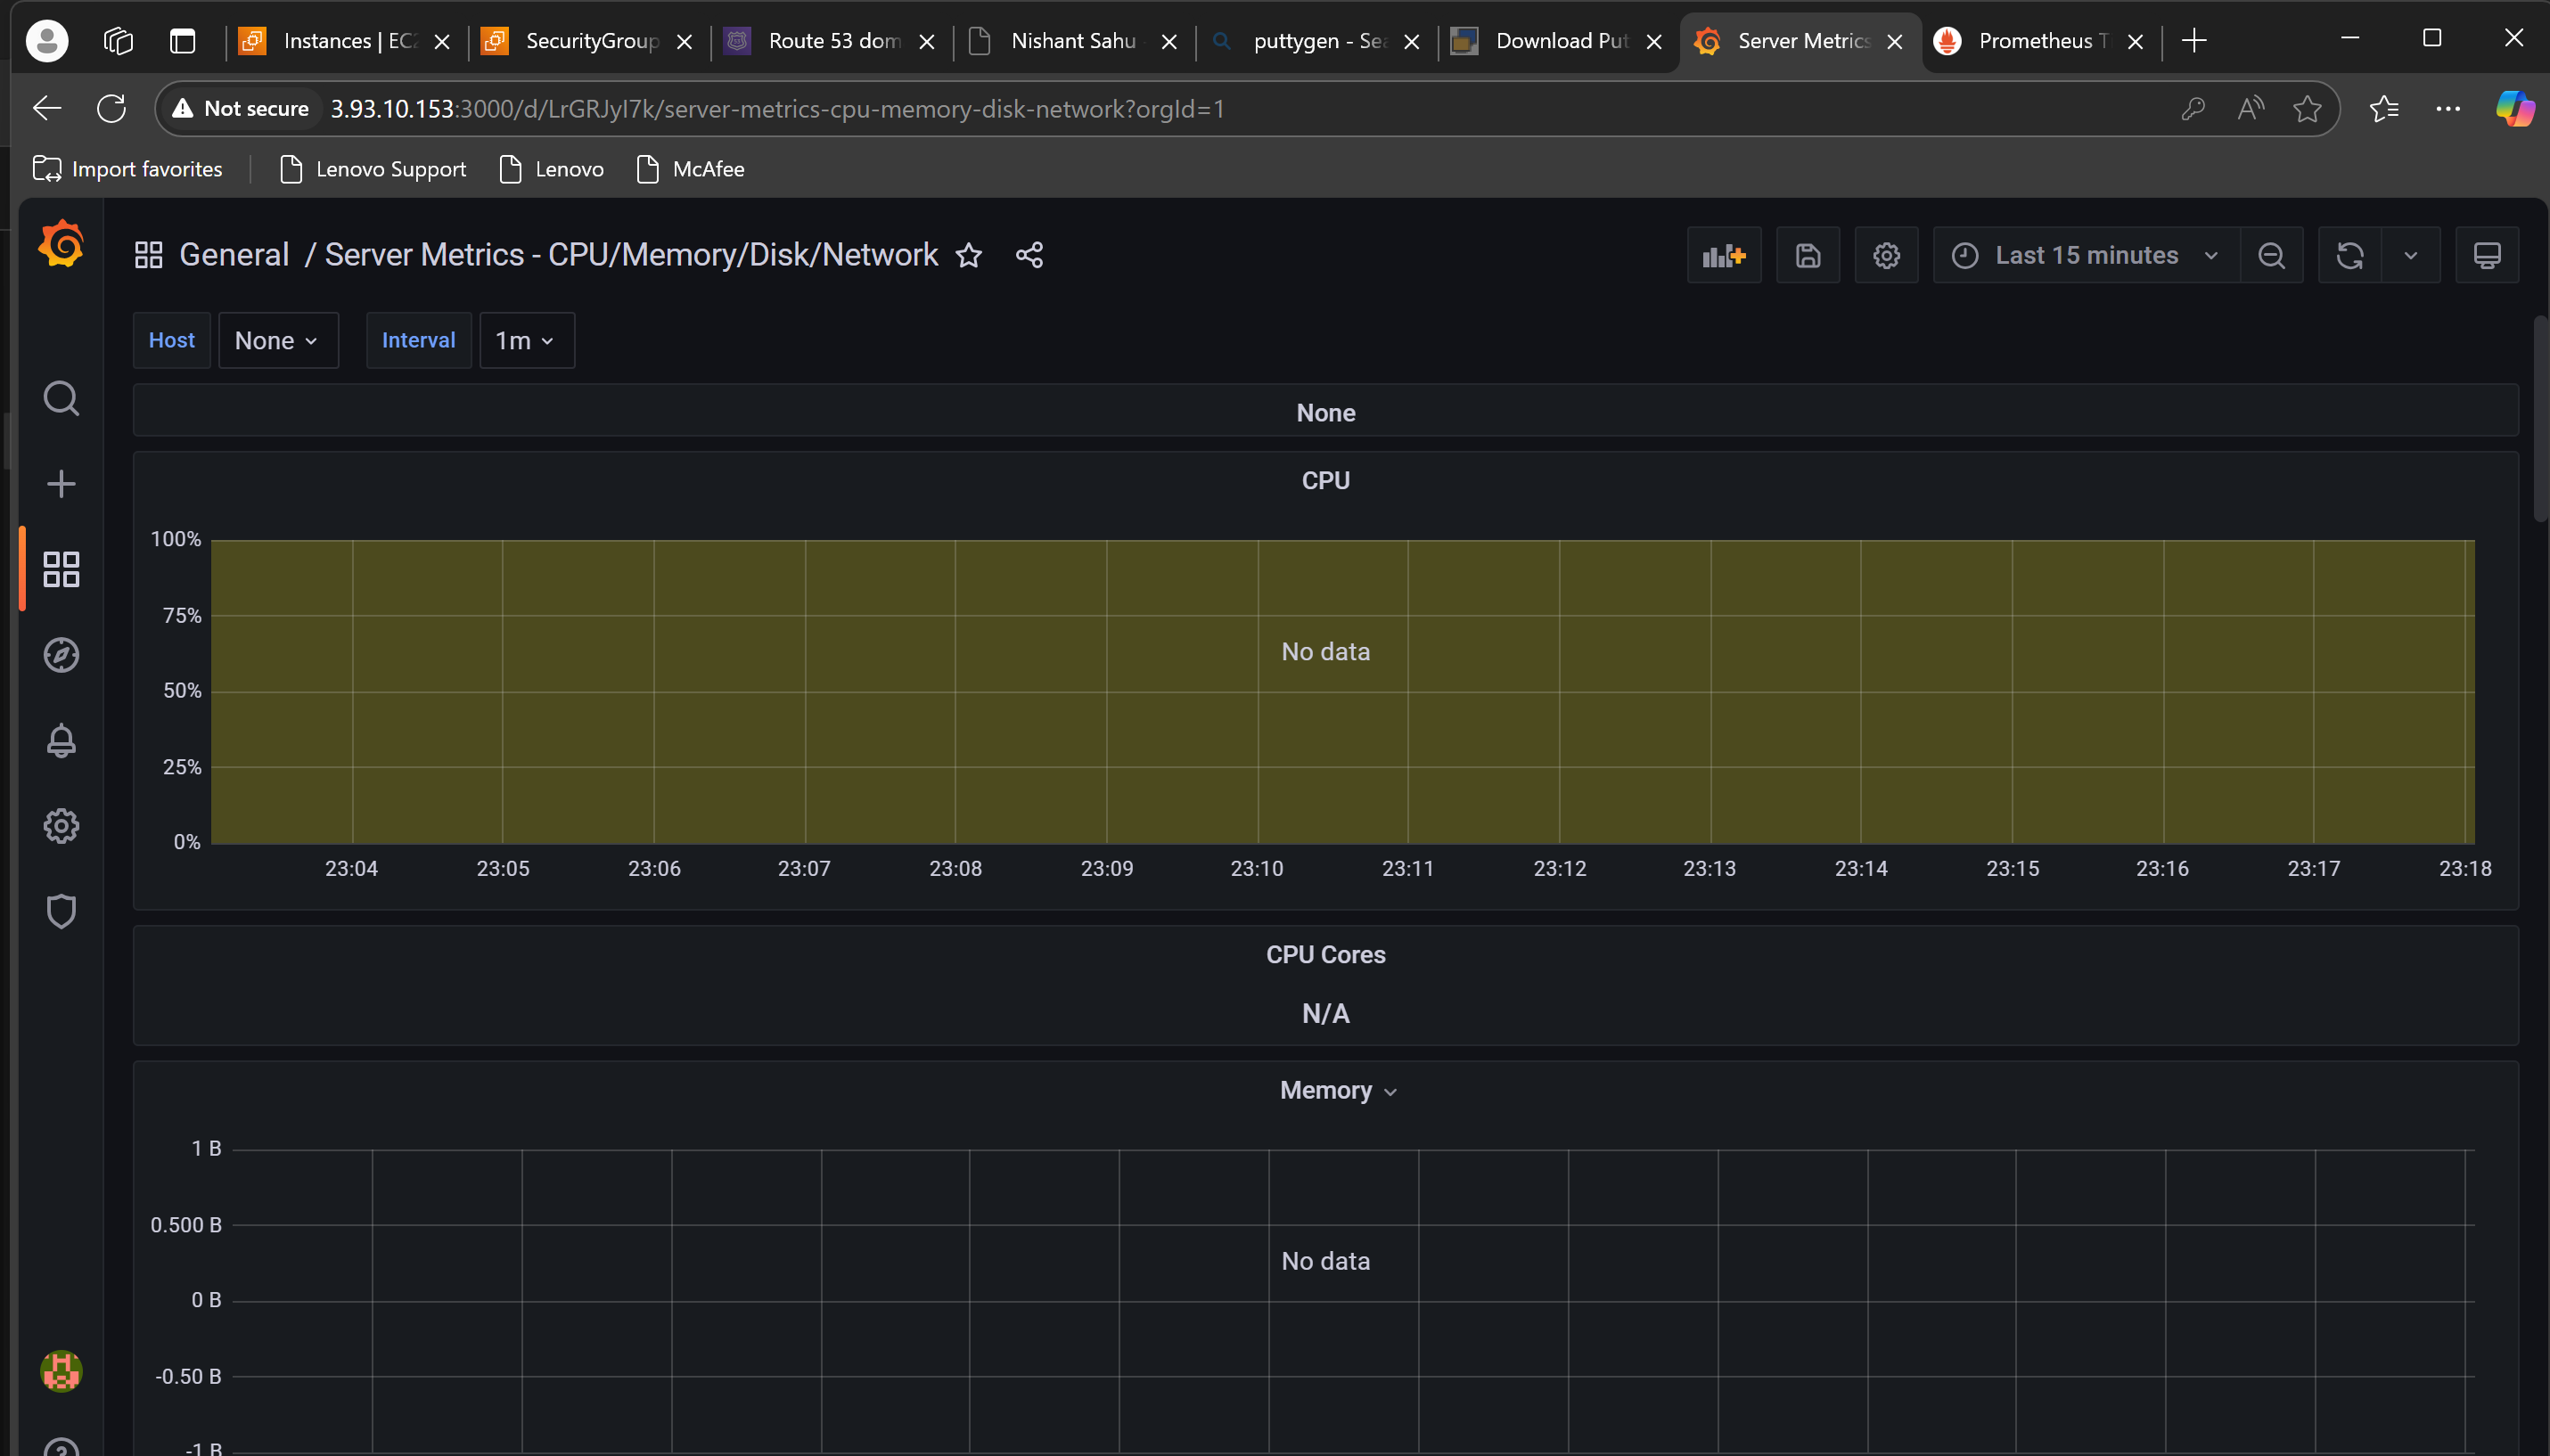 Instances | EC2
SecurityGroup
Route 53 dom
Nishant Sahu
puttygen - Sea
Download Put
Server Metrics
Prometheus T
Not secure
3.93.10.153:3000/d/LrGRJyI7k/server-metrics-cpu-memory-disk-network?orgId=1
Import favorites
Lenovo Support
Lenovo
McAfee
General / Server Metrics - CPU/Memory/Disk/Network
Last 15 minutes
Host
None
Interval
1m
None
CPU
100%
75%
50%
25%
0%
No data
23:04 23:05 23:06 23:07 23:08 23:09 23:10 23:11 23:12 23:13 23:14 23:15 23:16 23:17 23:18
CPU Cores
N/A
Memory
1 B
0.500 B
0 B
-0.50 B
-1 B
No data